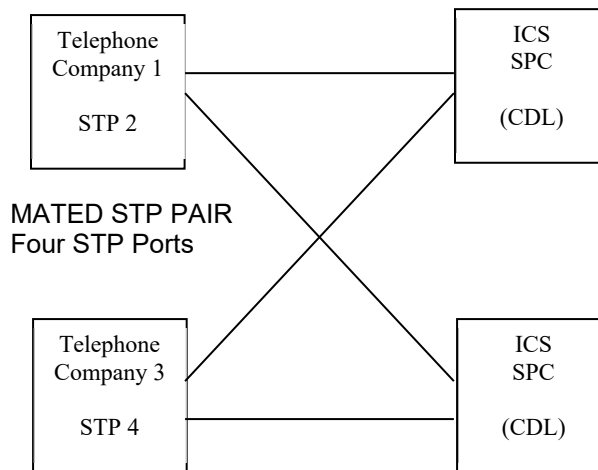 Telephone
Company 1
STP 2
ICS
SPC
(CDL)
MATED STP PAIR
Four STP Ports
Telephone
Company 3
STP 4
ICS
SPC
(CDL)